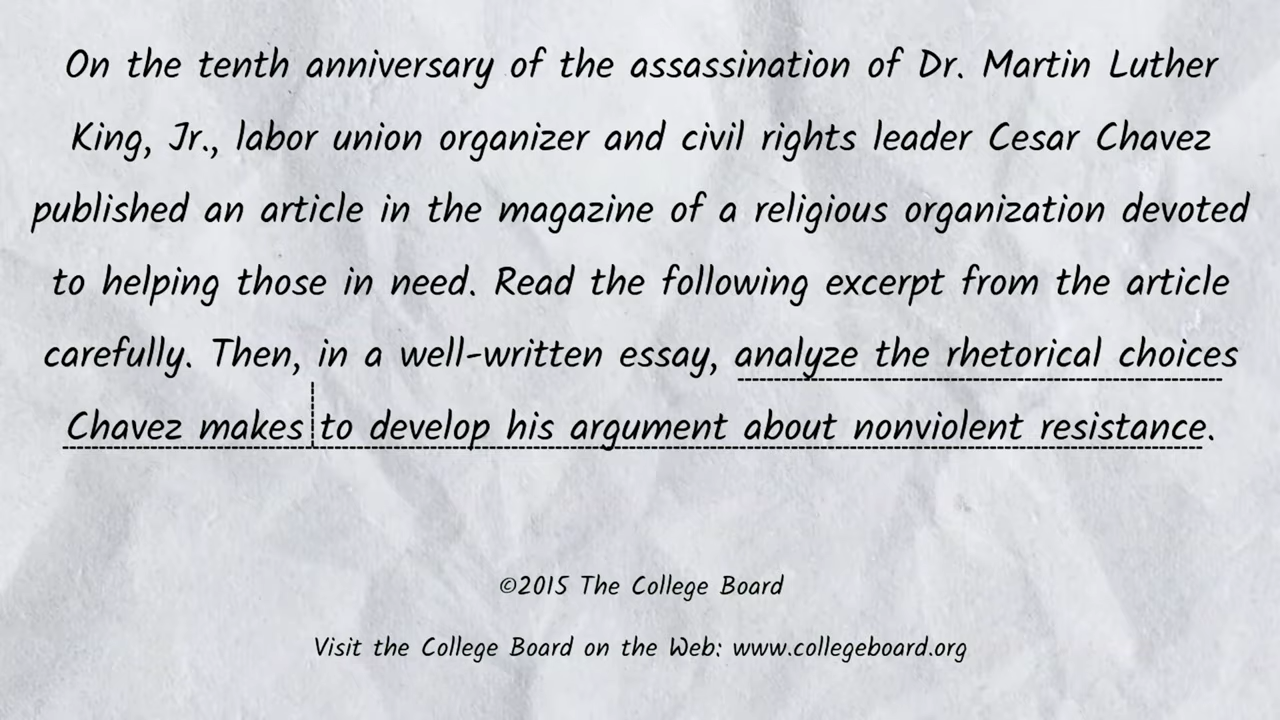 On the tenth anniversary of the assassination of Dr. Martin Luther
King, Jr., labor union organizer and civil rights leader Cesar Chavez
published an article in the magazine of a religious organization devoted
to helping those in need. Read the following excerpt from the article
carefully. Then, in a well-written essay, analyze the rhetorical choices
Chavez makes to develop his argument about nonviolent resistance.
©2015 The College Board
Visit the College Board on the Web: www.collegeboard.org